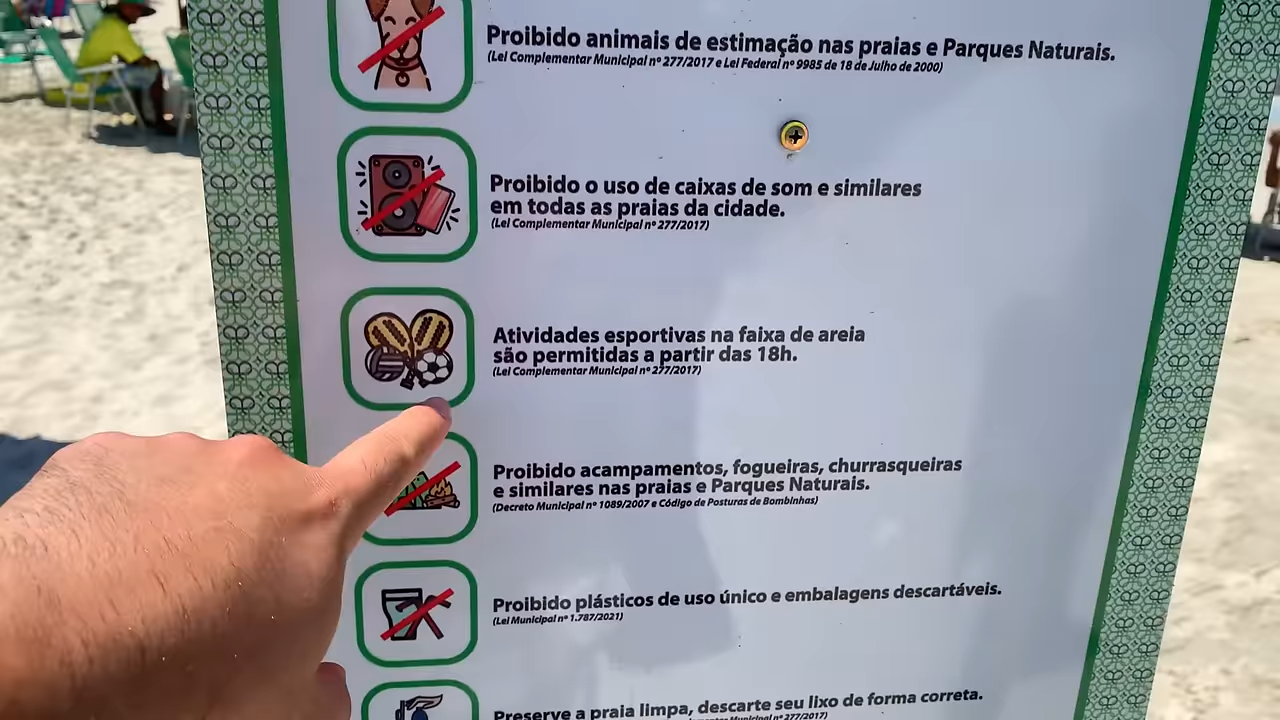 Proibido animais de estimação nas praias e Parques Naturais.
(Lei Complementar Municipal nº 277/2017 e Lei Federal nº 9985 de 18 de Julho de 2000)
Proibido o uso de caixas de som e similares
em todas as praias da cidade.
(Lei Complementar Municipal nº 277/2017)
Atividades esportivas na faixa de areia
são permitidas a partir das 18h.
(Lei Complementar Municipal nº 277/2017)
Proibido acampamentos, fogueiras, churrasqueiras
e similares nas praias e Parques Naturais.
(Decreto Municipal nº 1089/2007 e Código de Posturas de Bombinhas)
Proibido plásticos de uso único e embalagens descartáveis.
(Lei Municipal nº 1.787/2021)
Preserve a praia limpa, descarte seu lixo de forma correta.
Municipal nº 277/2017)